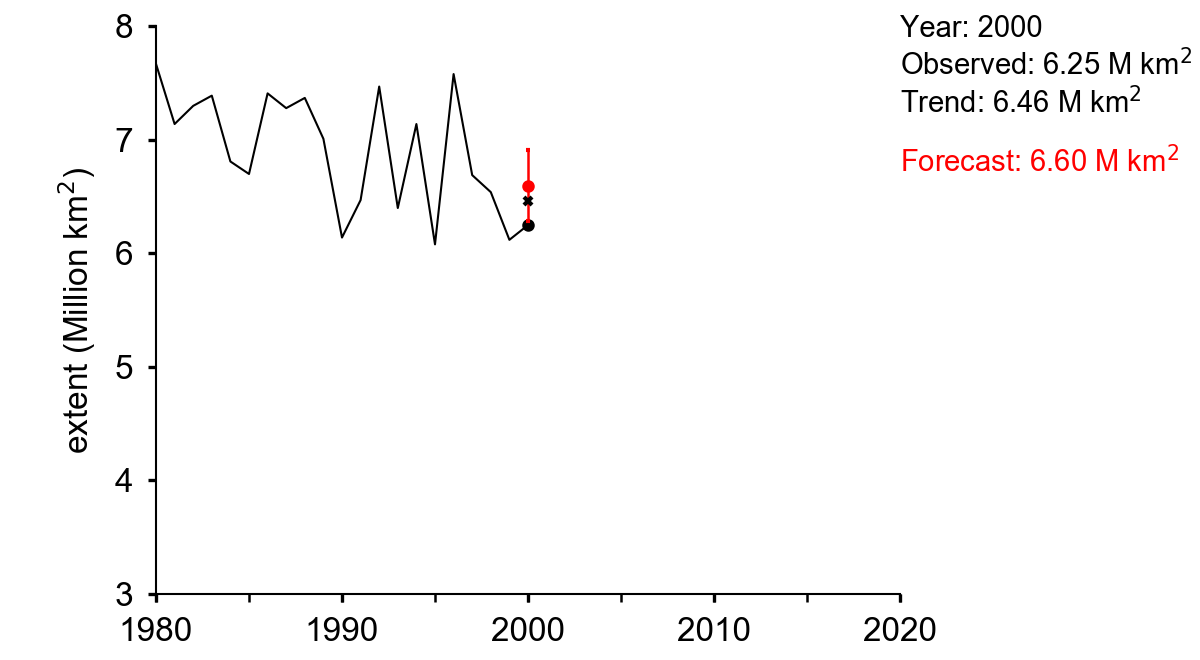 Year: 2000
Observed: 6.25 M km²
Trend: 6.46 M km²
Forecast: 6.60 M km²
extent (Million km²)
8
7
6
5
4
3
1980 1990 2000 2010 2020